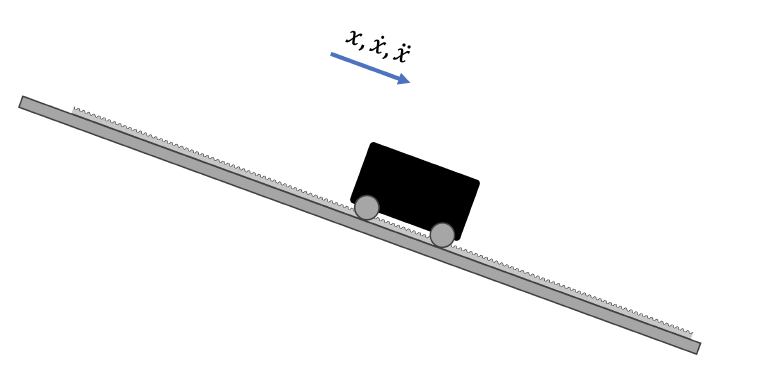 x, ẋ, ẍ